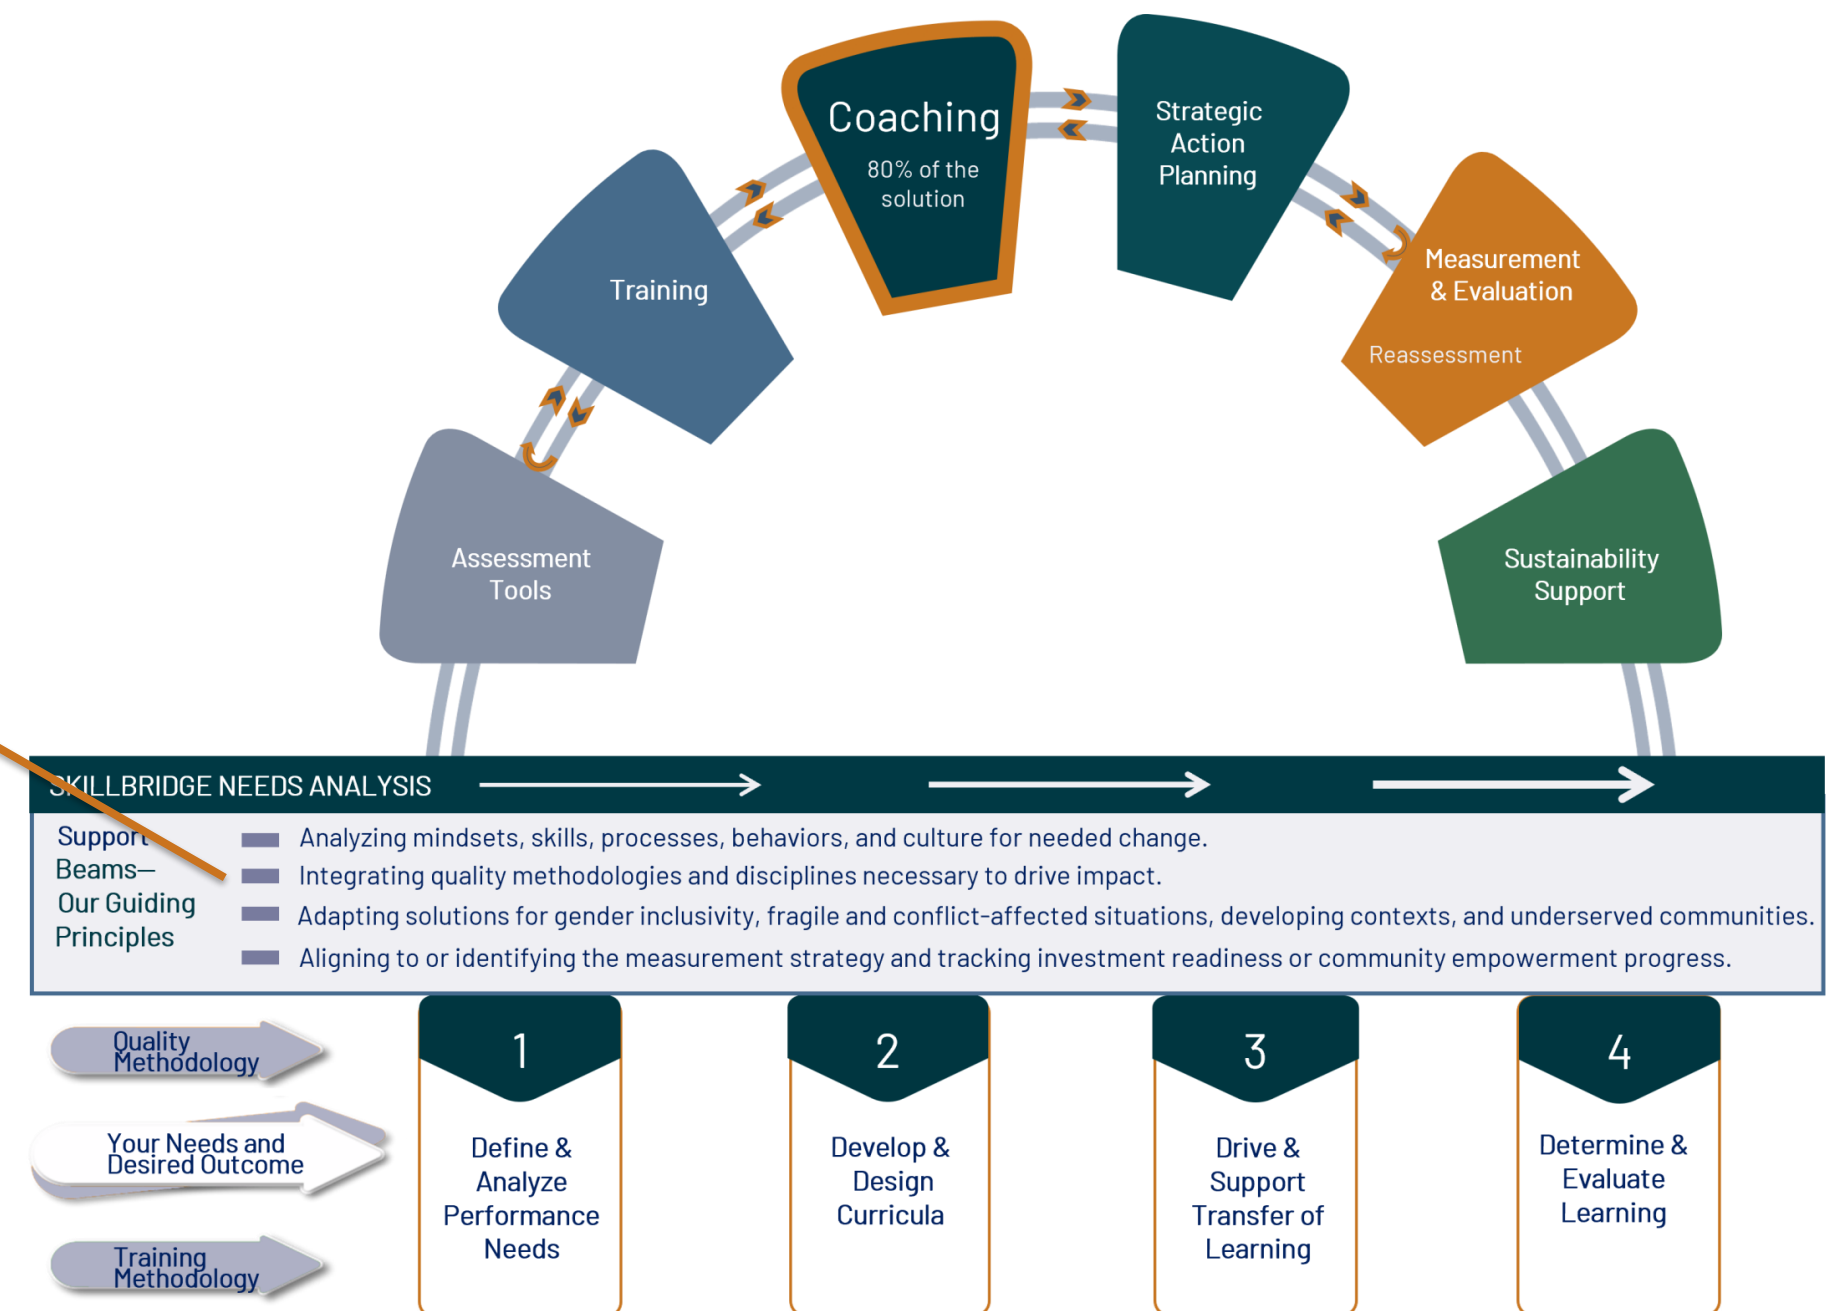 Coaching
80% of the
solution
Strategic
Action
Planning
Training
Measurement
& Evaluation
Reassessment
Assessment
Tools
Sustainability
Support
SKILLBRIDGE NEEDS ANALYSIS
Support
Beams—
Our Guiding
Principles
Analyzing mindsets, skills, processes, behaviors, and culture for needed change.
Integrating quality methodologies and disciplines necessary to drive impact.
Adapting solutions for gender inclusivity, fragile and conflict-affected situations, developing contexts, and underserved communities.
Aligning to or identifying the measurement strategy and tracking investment readiness or community empowerment progress.
Quality
Methodology
Your Needs and
Desired Outcome
Training
Methodology
1
Define &
Analyze
Performance
Needs
2
Develop &
Design
Curricula
3
Drive &
Support
Transfer of
Learning
4
Determine &
Evaluate
Learning